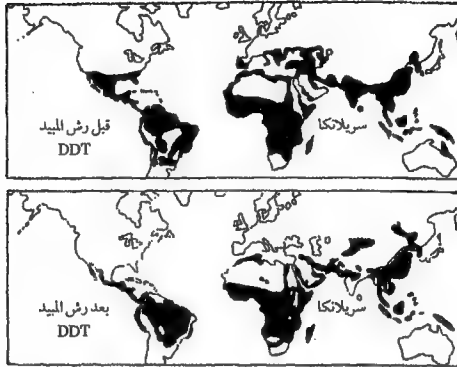 قبل رش المبيد
DDT
سريلانكا
بعد رش المبيد
DDT
سريلانكا